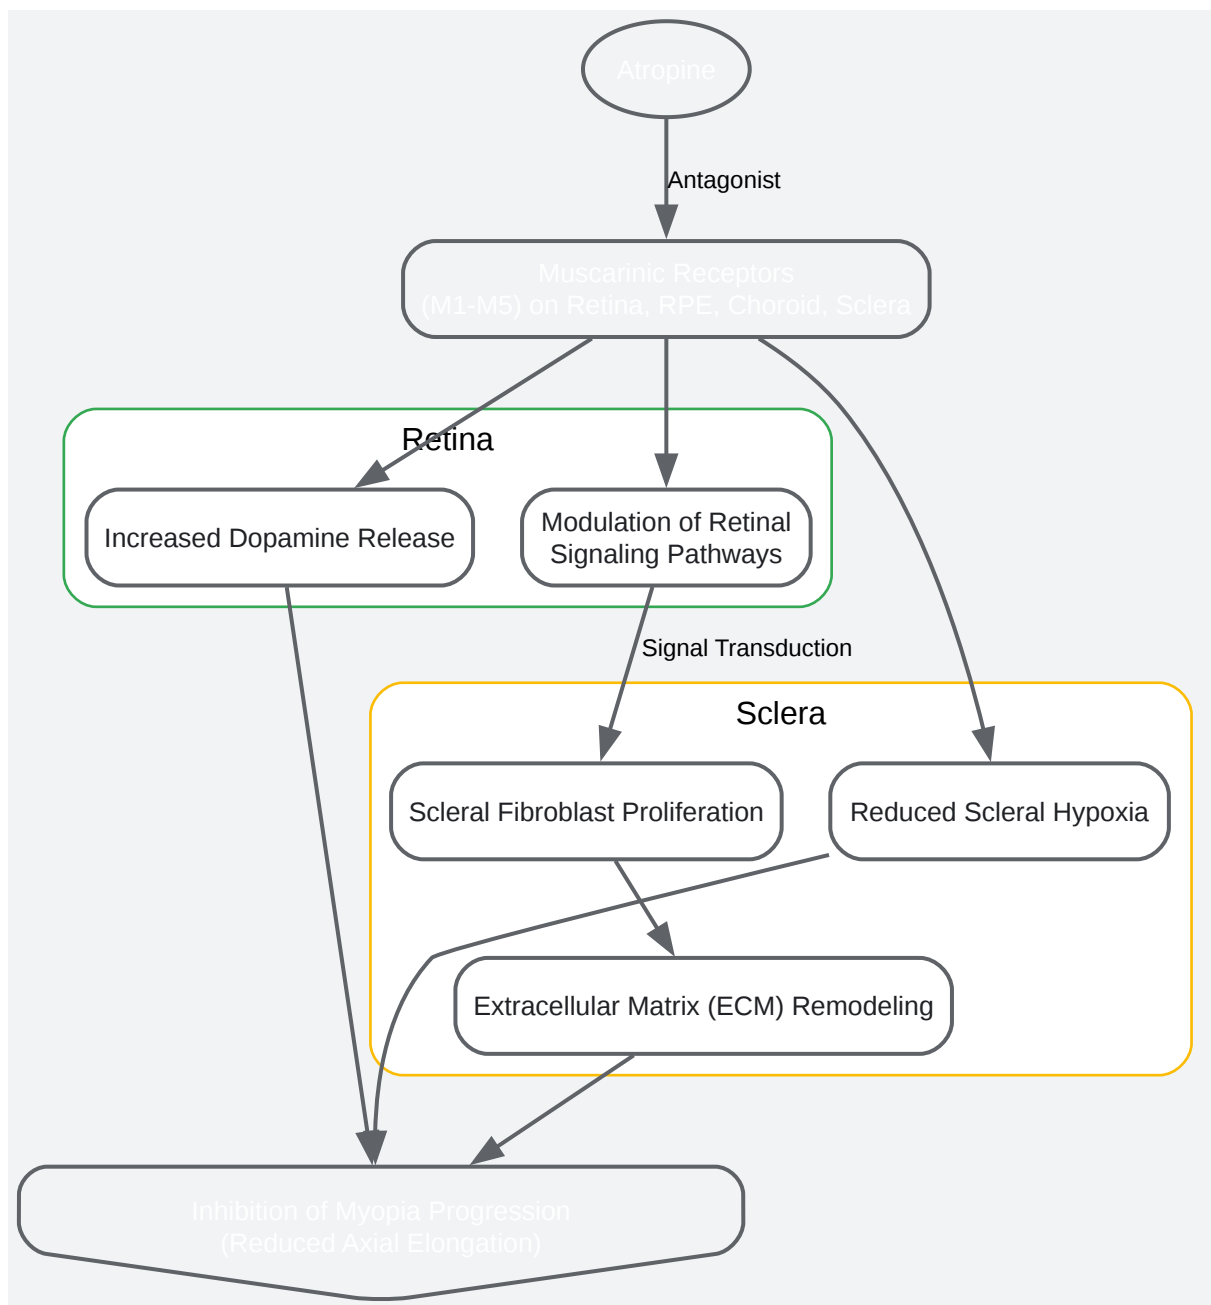 Atropine
Antagonist
Muscarinic Receptors
(M1-M5) on Retina, RPE, Choroid, Sclera
Retina
Increased Dopamine Release
Modulation of Retinal
Signaling Pathways
Signal Transduction
Sclera
Scleral Fibroblast Proliferation
Reduced Scleral Hypoxia
Extracellular Matrix (ECM) Remodeling
Inhibition of Myopia Progression
(Reduced Axial Elongation)